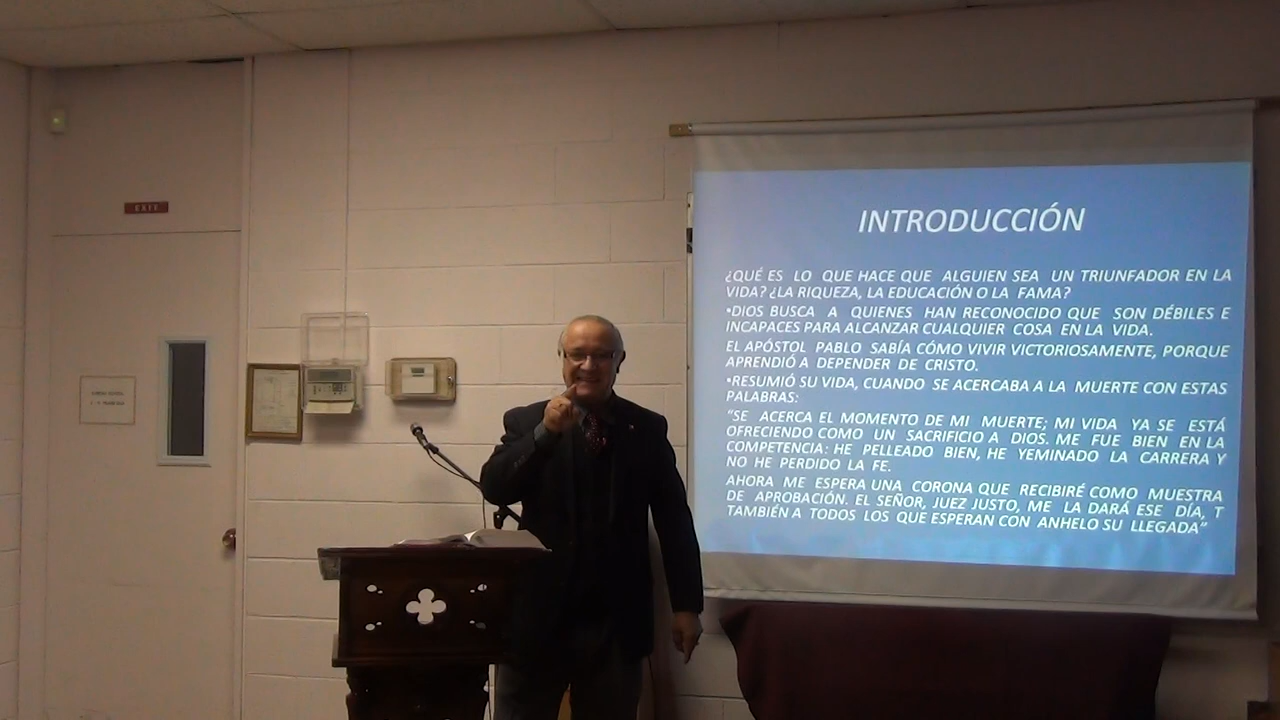 EXIT
INTRODUCCIÓN
¿QUÉ ES LO QUE HACE QUE ALGUIEN SEA UN TRIUNFADOR EN LA
VIDA? ¿LA RIQUEZA, LA EDUCACIÓN O LA FAMA?
•DIOS BUSCA A QUIENES HAN RECONOCIDO QUE SON DÉBILES E
INCAPACES PARA ALCANZAR CUALQUIER COSA EN LA VIDA.
EL APÓSTOL PABLO SABÍA CÓMO VIVIR VICTORIOSAMENTE, PORQUE
APRENDIÓ A DEPENDER DE CRISTO.
•RESUMIÓ SU VIDA, CUANDO SE ACERCABA A LA MUERTE CON ESTAS
PALABRAS:
"SE ACERCA EL MOMENTO DE MI MUERTE; MI VIDA YA SE ESTÁ
OFRECIENDO COMO UN SACRIFICIO A DIOS. ME FUE BIEN EN LA
COMPETENCIA: HE PELLEADO BIEN, HE YEMINADO LA CARRERA Y
NO HE PERDIDO LA FE.
AHORA ME ESPERA UNA CORONA QUE RECIBIRÉ COMO MUESTRA
DE APROBACIÓN. EL SEÑOR, JUEZ JUSTO, ME LA DARÁ ESE DÍA, T
TAMBIÉN A TODOS LOS QUE ESPERAN CON ANHELO SU LLEGADA"